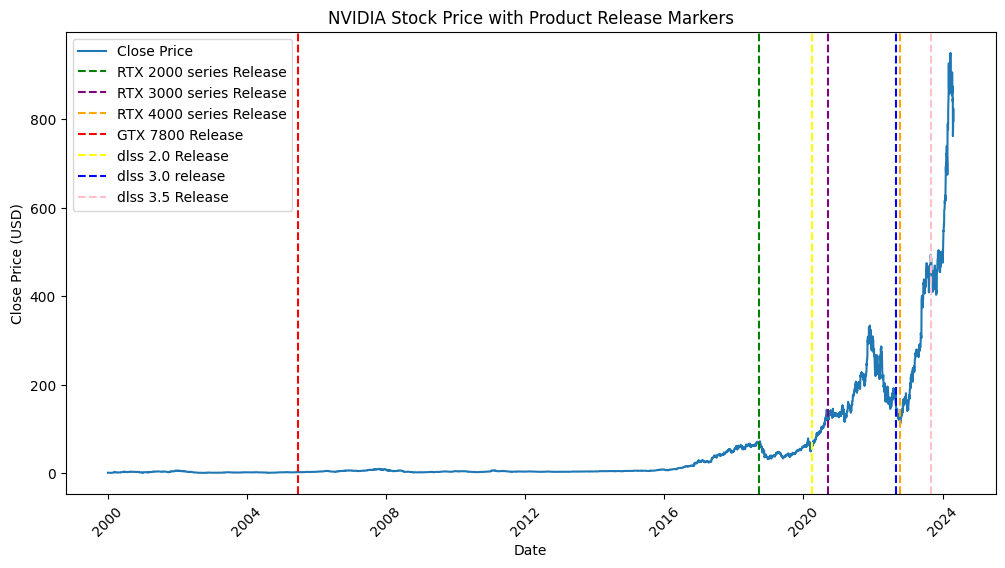 NVIDIA Stock Price with Product Release Markers
Close Price
RTX 2000 series Release
RTX 3000 series Release
RTX 4000 series Release
GTX 7800 Release
dlss 2.0 Release
dlss 3.0 release
dlss 3.5 Release
Close Price (USD)
800
600
400
200
0
2000
2004
2008
2012
2016
2020
2024
Date